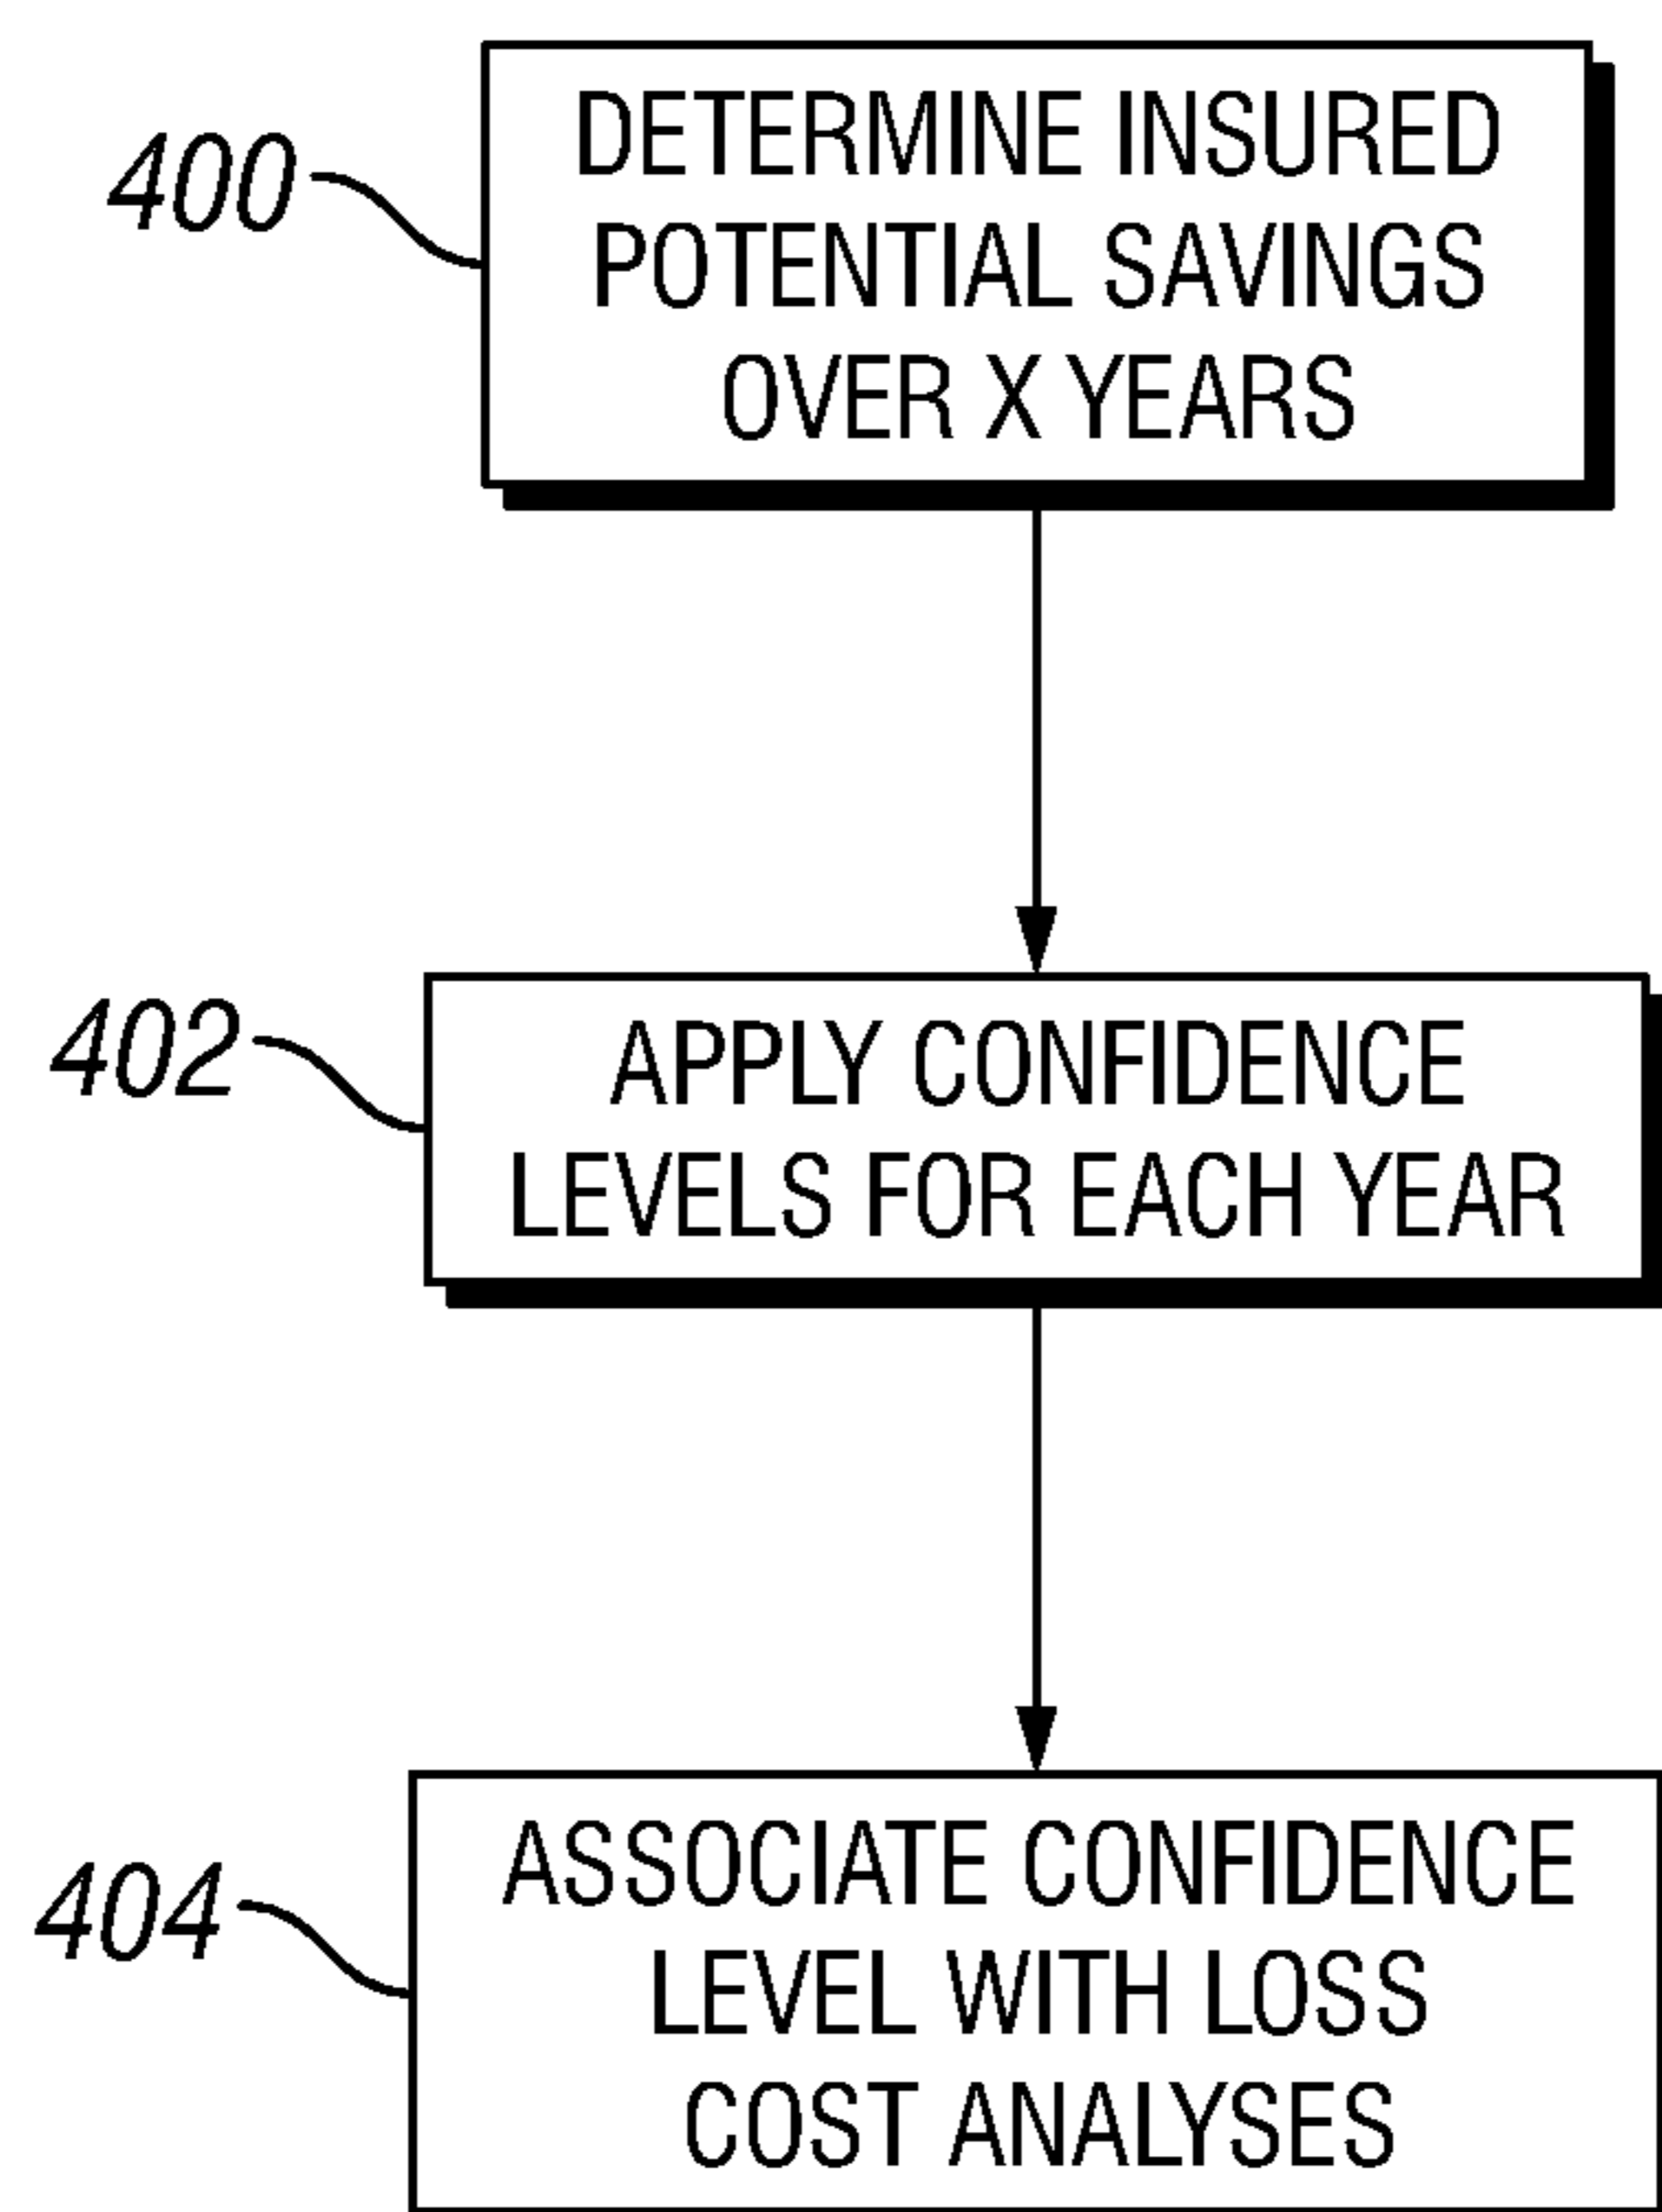 400
DETERMINE INSURED
POTENTIAL SAVINGS
OVER X YEARS
402
APPLY CONFIDENCE
LEVELS FOR EACH YEAR
404
ASSOCIATE CONFIDENCE
LEVEL WITH LOSS
COST ANALYSES